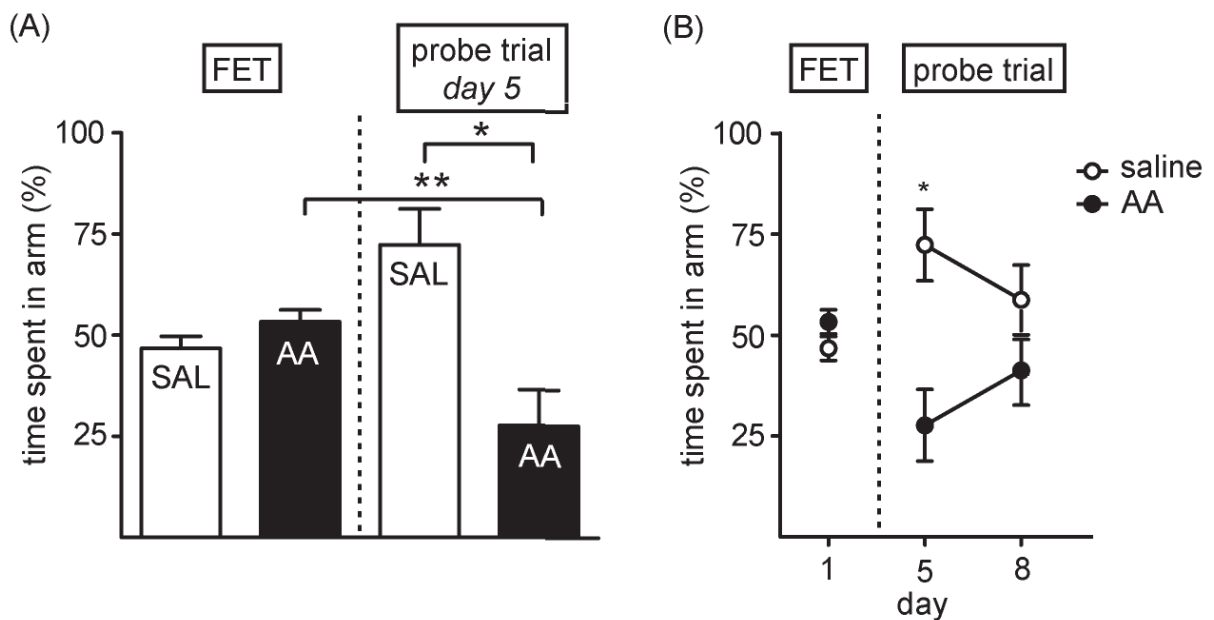 (A)
FET
probe trial
day 5
time spent in arm (%)
100
75
50
25
*
**
SAL
AA
SAL
AA
(B)
FET
probe trial
time spent in arm (%)
100
75
50
25
*
saline
AA
1 5 8
day